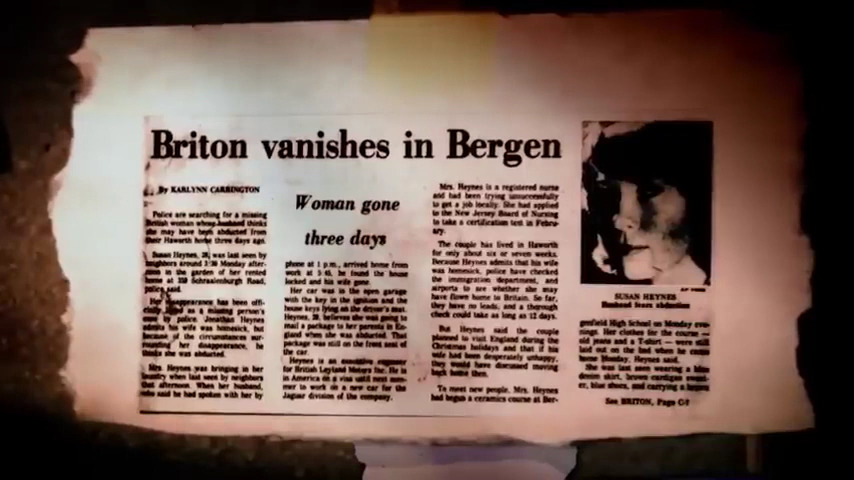 Briton vanishes in Bergen
By KARLYNN CARRINGTON
Police are searching for a missing
British woman whose husband thinks
she may have been abducted from
their Haworth home three days ago.
Susan Heynes, 28, was last seen by
neighbors around 2:30 Monday after-
noon in the garden of her rented
home at 338 Schraalenburgh Road,
police said.
Her disappearance has been offi-
cially listed as a missing person's
case by police. Jonathan Heynes
admits his wife was homesick, but
because of the circumstances sur-
rounding her disappearance, he
thinks she was abducted.
Mrs. Heynes was bringing in her
laundry when last seen by neighbors
that afternoon. When her husband,
who said he had spoken with her by
Woman gone
three days
phone at 1 p.m., arrived home from
work at 5:45, he found the house
locked and his wife gone.
Her car was in the open garage
with the key in the ignition and the
house keys lying on the driver's seat.
Heynes, 29, believes she was going to
mail a package to her parents in En-
gland when she was abducted. That
package was still on the front seat of
the car.
Heynes is an executive engineer
for British Leyland Motors Inc. He is
in America on a visa until next sum-
mer to work on a new car for the
Jaguar division of the company.
Mrs. Heynes is a registered nurse
and had been trying unsuccessfully
to get a job locally. She had applied
to the New Jersey Board of Nursing
to take a certification test in Febru-
ary.
The couple has lived in Haworth
for only about six or seven weeks.
Because Heynes admits that his wife
was homesick, police have checked
the immigration department, and
airports to see whether she may
have flown home to Britain. So far,
they have no leads, and a thorough
check could take as long as 12 days.
But Heynes said the couple
planned to visit England during the
Christmas holidays and that if his
wife had been desperately unhappy,
they would have discussed moving
back home then.
To meet new people, Mrs. Heynes
had begun a ceramics course at Ber-
SUSAN HEYNES
Husband fears abduction
genfield High School on Monday eve-
nings. Her clothes for the course —
old jeans and a T-shirt — were still
laid out on the bed when he came
home Monday, Heynes said.
She was last seen wearing a blue
denim skirt, brown cardigan sweat-
er, blue shoes, and carrying a
See BRITON, Page C-2